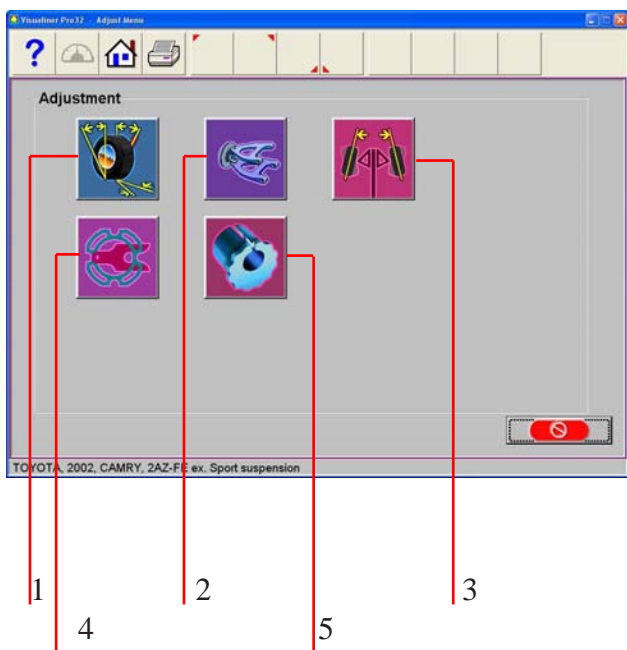 Visualiner Pro32 - Adjust Menu
?
Adjustment
TOYOTA, 2002, CAMRY, 2AZ-FE ex. Sport suspension
1 2 3
4 5